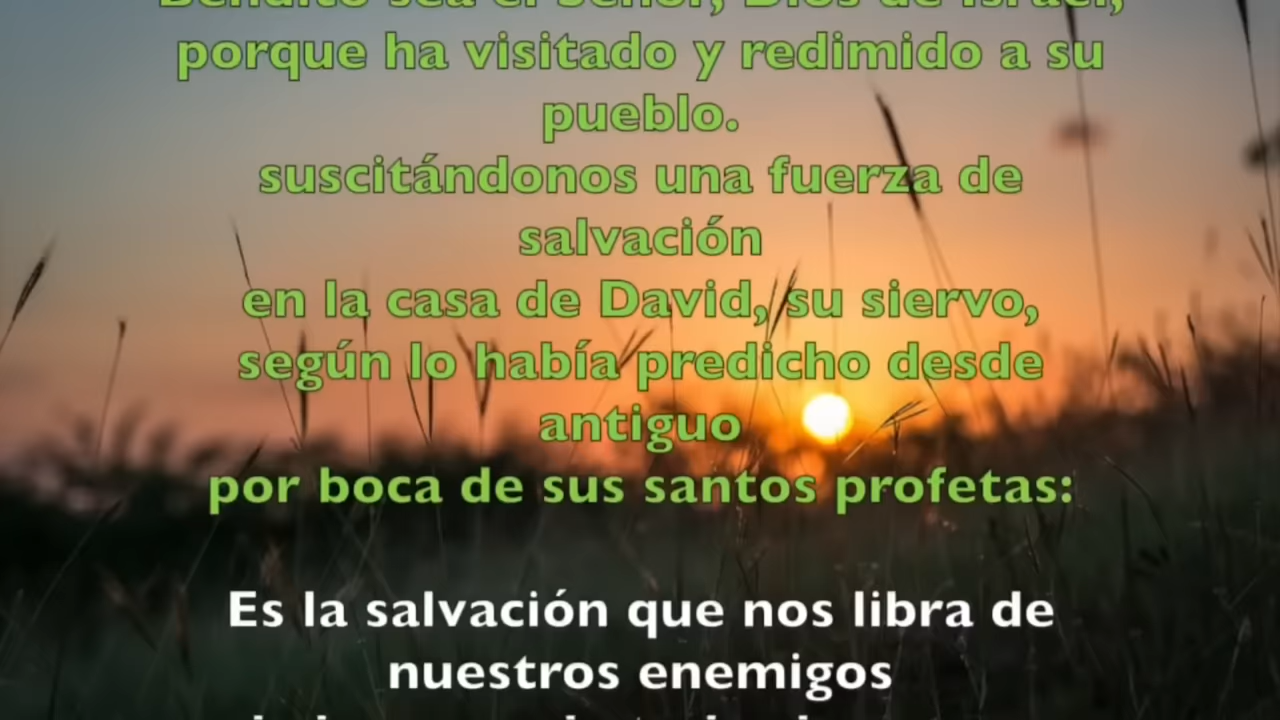 Bendito sea el Señor, Dios de Israel,
porque ha visitado y redimido a su
pueblo.
suscitándonos una fuerza de
salvación
en la casa de David, su siervo,
según lo había predicho desde
antiguo
por boca de sus santos profetas:
Es la salvación que nos libra de
nuestros enemigos